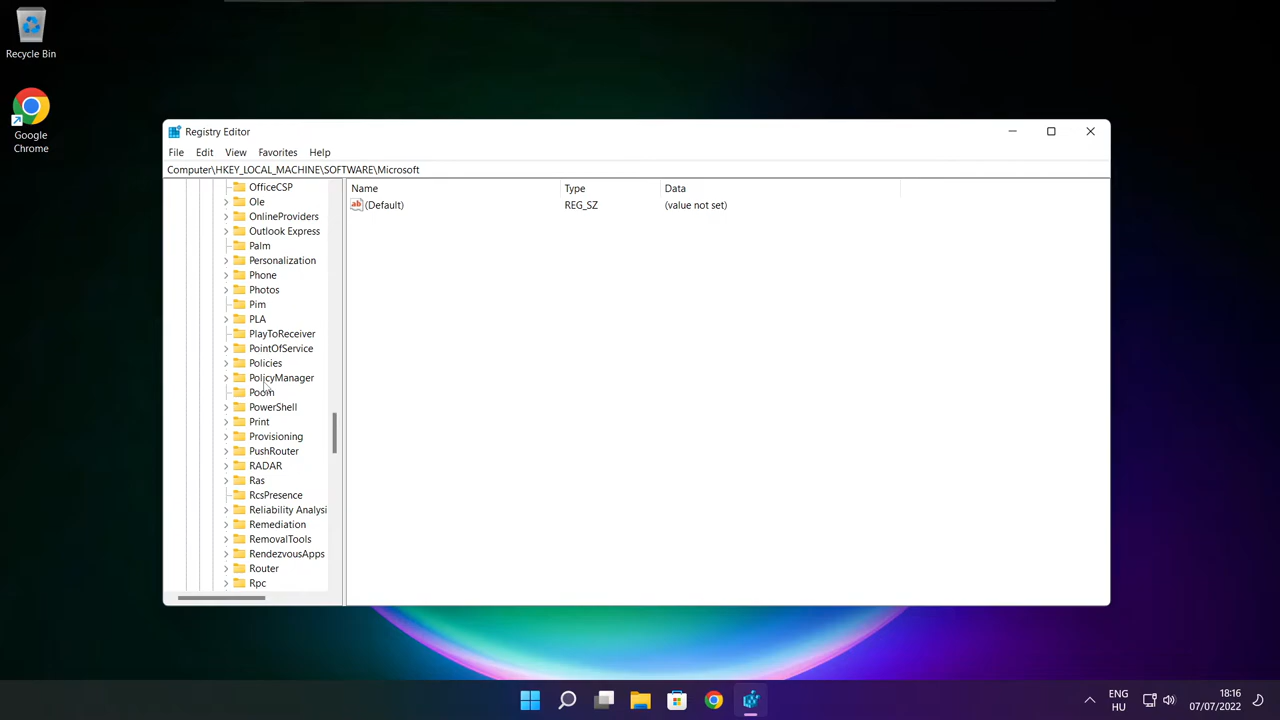 Recycle Bin
Google
Chrome
Registry Editor
File Edit View Favorites Help
Computer\HKEY_LOCAL_MACHINE\SOFTWARE\Microsoft
OfficeCSP
Ole
OnlineProviders
Outlook Express
Palm
Personalization
Phone
Photos
Pim
PLA
PlayToReceiver
PointOfService
Policies
PolicyManager
Poom
PowerShell
Print
Provisioning
PushRouter
RADAR
Ras
RcsPresence
Reliability Analysi
Remediation
RemovalTools
RendezvousApps
Router
Rpc
Name Type Data
ab (Default) REG_SZ (value not set)
ENG
HU
18:16
07/07/2022